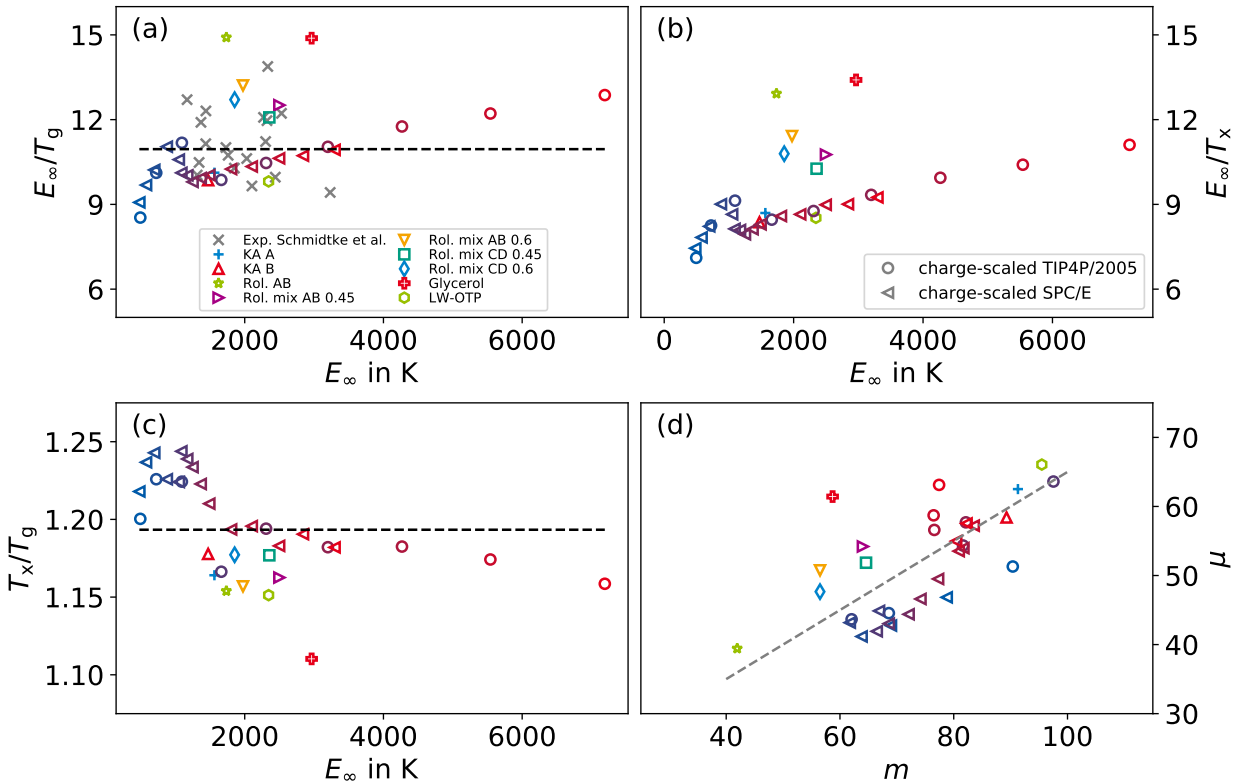 (a)
15
12
9
6
E∞/Tg
Exp. Schmidtke et al.
KA A
KA B
Rol. AB
Rol. mix AB 0.45
Rol. mix AB 0.6
Rol. mix CD 0.45
Rol. mix CD 0.6
Glycerol
LW-OTP
2000
4000
6000
E∞ in K
(b)
15
12
9
6
E∞/Tx
charge-scaled TIP4P/2005
charge-scaled SPC/E
0
2000
4000
6000
E∞ in K
(c)
1.25
1.20
1.15
1.10
Tx/Tg
2000
4000
6000
E∞ in K
(d)
70
60
50
40
30
μ
40
60
80
100
m